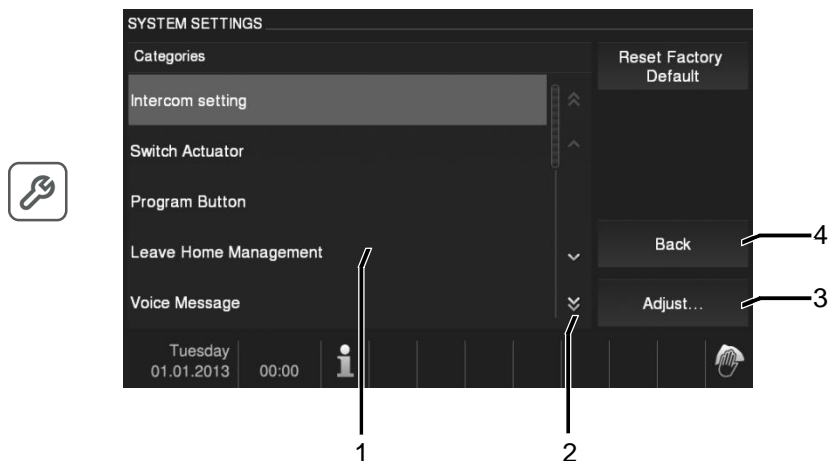 SYSTEM SETTINGS
Categories
Reset Factory
Default
Intercom setting
Switch Actuator
Program Button
Leave Home Management
Back
4
Voice Message
Adjust...
3
Tuesday
01.01.2013
00:00
i
1
2